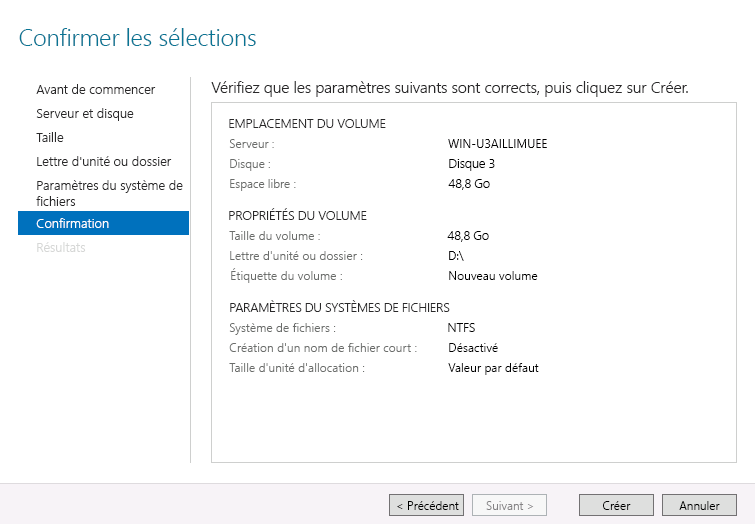 Confirmer les sélections
Avant de commencer
Serveur et disque
Taille
Lettre d'unité ou dossier
Paramètres du système de
fichiers
Confirmation
Résultats
Vérifiez que les paramètres suivants sont corrects, puis cliquez sur Créer.
EMPLACEMENT DU VOLUME
Serveur : WIN-U3AILLIMUEE
Disque : Disque 3
Espace libre : 48,8 Go
PROPRIÉTÉS DU VOLUME
Taille du volume : 48,8 Go
Lettre d'unité ou dossier : D:\
Étiquette du volume : Nouveau volume
PARAMÈTRES DU SYSTÈMES DE FICHIERS
Système de fichiers : NTFS
Création d'un nom de fichier court : Désactivé
Taille d'unité d'allocation : Valeur par défaut
< Précédent Suivant > Créer Annuler